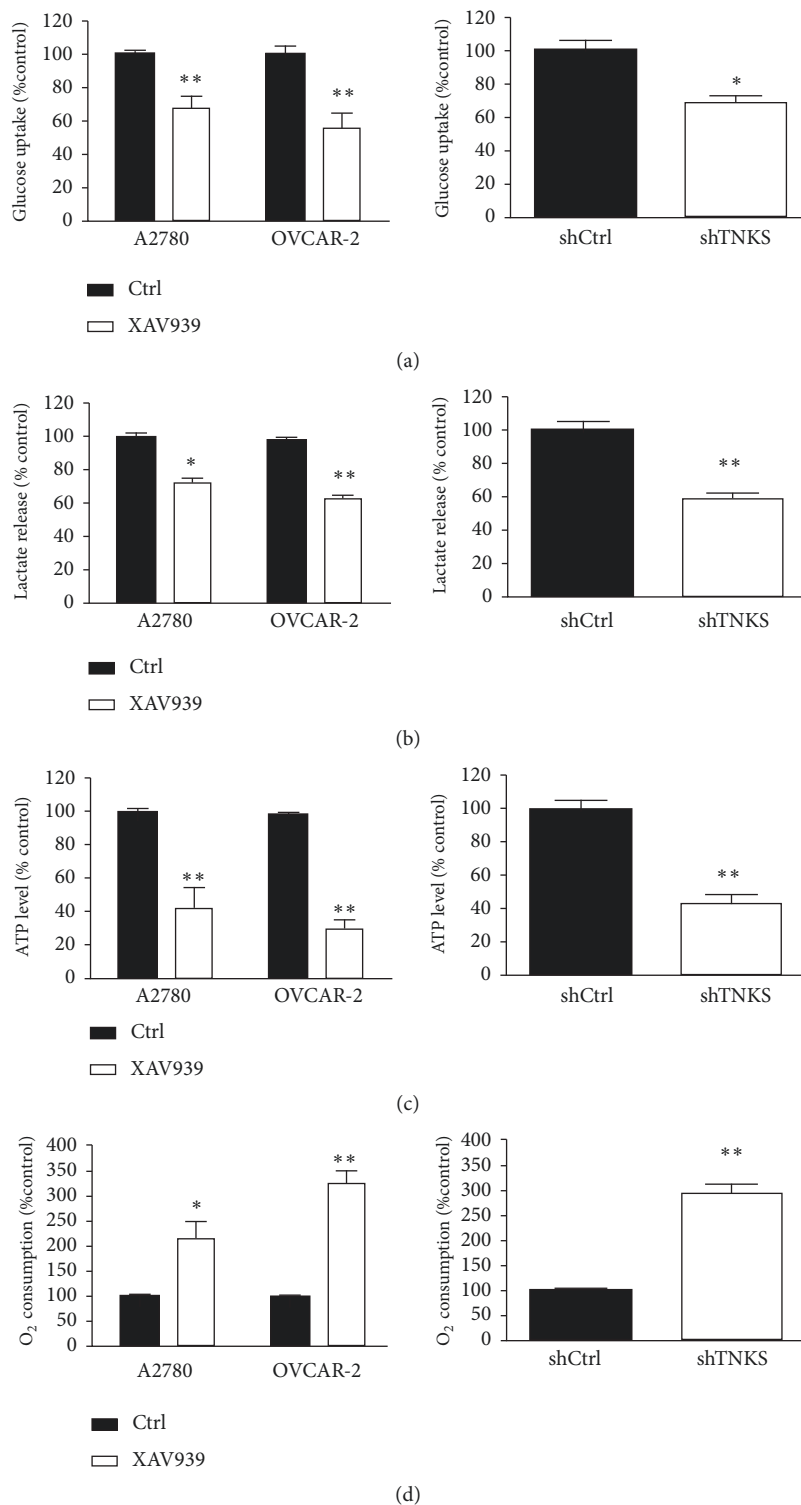 Glucose uptake (%control)
120
100
80
60
40
20
0
**
**
A2780
OVCAR-2
Ctrl
XAV939
Glucose uptake (%control)
120
100
80
60
40
20
0
*
shCtrl
shTNKS
(a)
Lactate release (% control)
120
100
80
60
40
20
0
*
**
A2780
OVCAR-2
Ctrl
XAV939
Lactate release (% control)
120
100
80
60
40
20
0
**
shCtrl
shTNKS
(b)
ATP level (% control)
120
100
80
60
40
20
0
**
**
A2780
OVCAR-2
Ctrl
XAV939
ATP level (% control)
120
100
80
60
40
20
0
**
shCtrl
shTNKS
(c)
O₂ consumption (%control)
400
350
300
250
200
150
100
50
0
*
**
A2780
OVCAR-2
Ctrl
XAV939
O₂ consumption (%control)
400
350
300
250
200
150
100
50
0
**
shCtrl
shTNKS
(d)